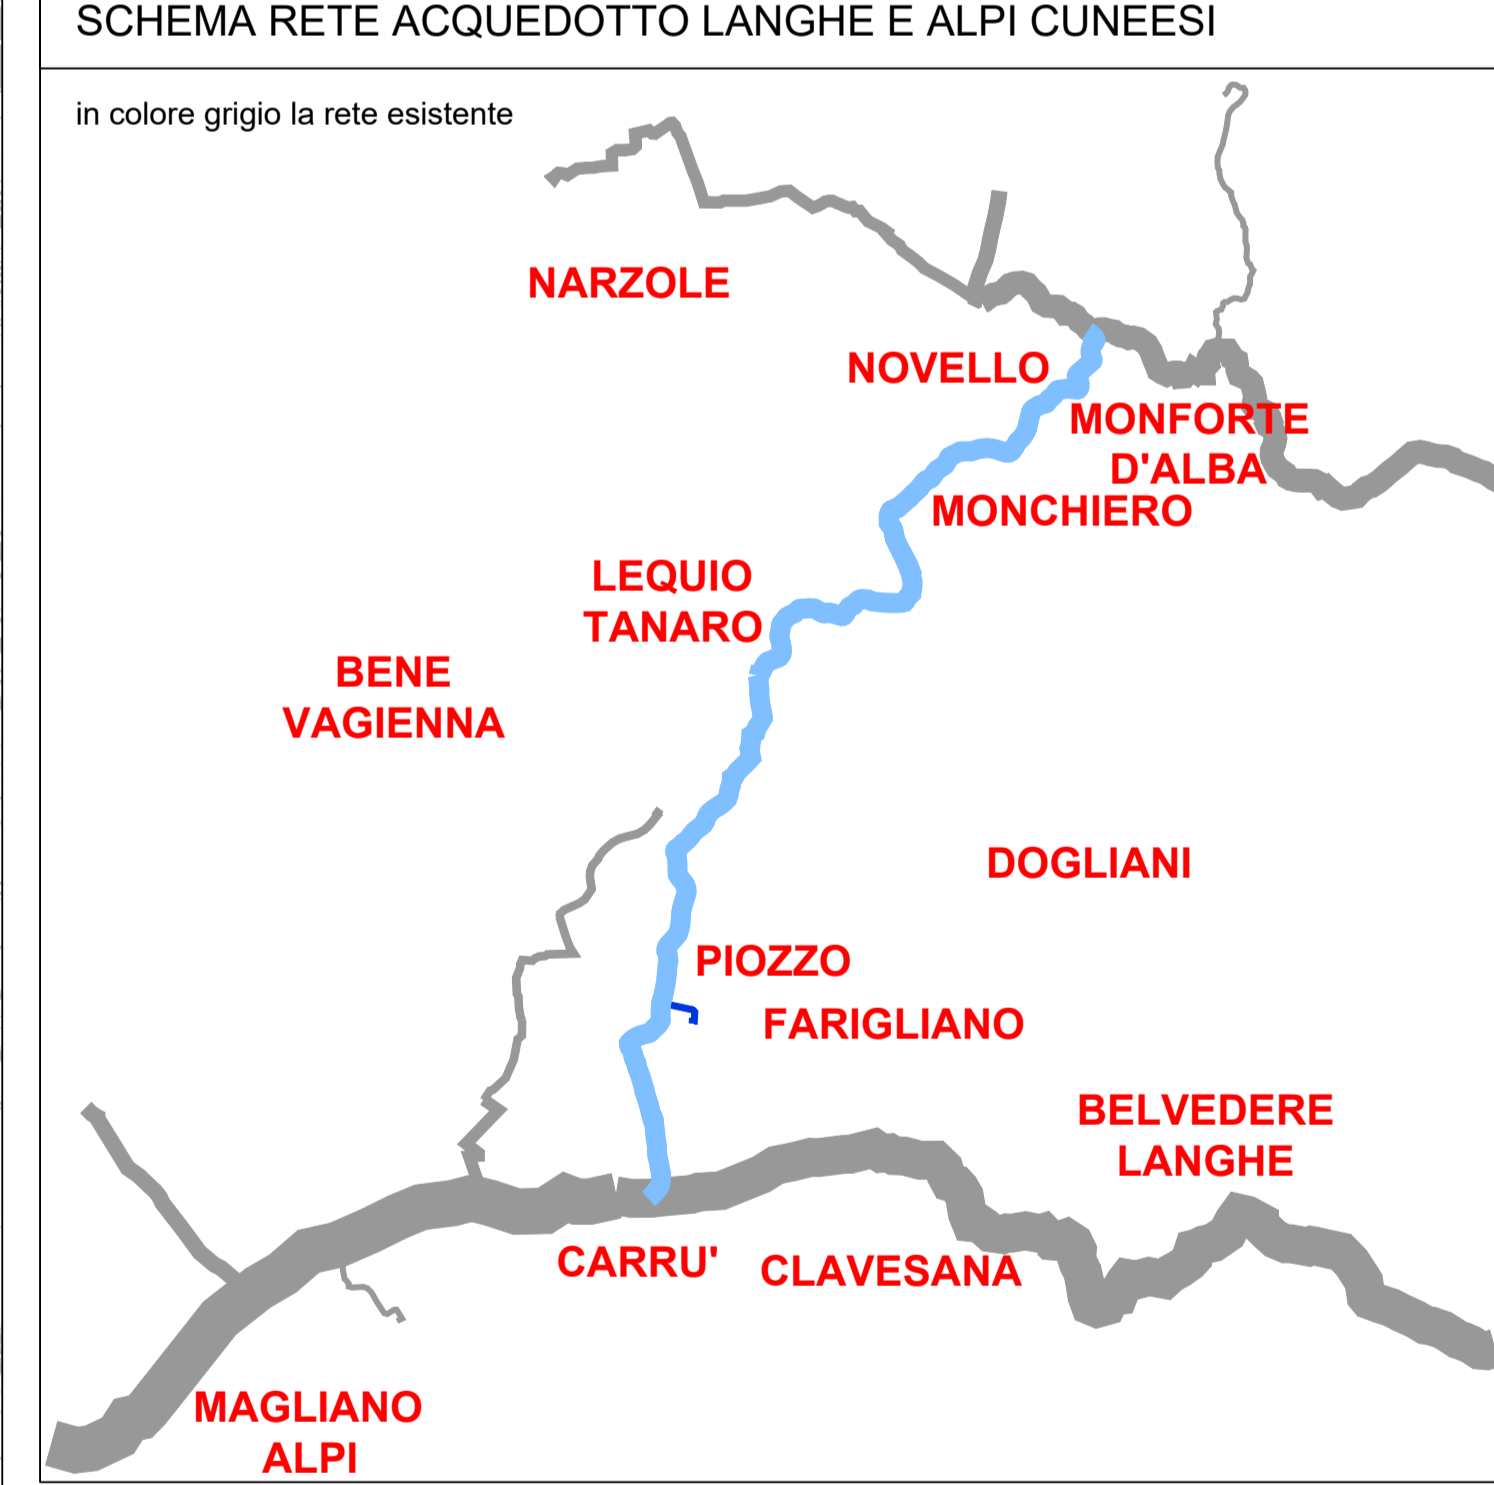 SCHEMA RETE ACQUEDOTTO LANGHE E ALPI CUNEESI
in colore grigio la rete esistente
NARZOLE
NOVELLO
MONFORTE
D'ALBA
MONCHIERO
LEQUIO
TANARO
BENE
VAGIENNA
DOGLIANI
PIOZZO
FARIGLIANO
BELVEDERE
LANGHE
CARRU'
CLAVESANA
MAGLIANO
ALPI